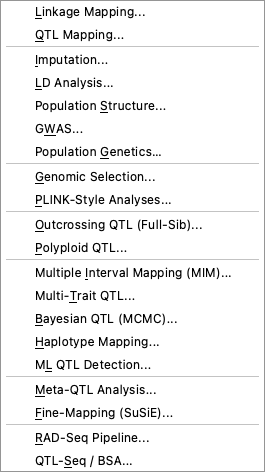 Linkage Mapping...
QTL Mapping...
Imputation...
LD Analysis...
Population Structure...
GWAS...
Population Genetics...
Genomic Selection...
PLINK-Style Analyses...
Outcrossing QTL (Full-Sib)...
Polyploid QTL...
Multiple Interval Mapping (MIM)...
Multi-Trait QTL...
Bayesian QTL (MCMC)...
Haplotype Mapping...
ML QTL Detection...
Meta-QTL Analysis...
Fine-Mapping (SuSiE)...
RAD-Seq Pipeline...
QTL-Seq / BSA...